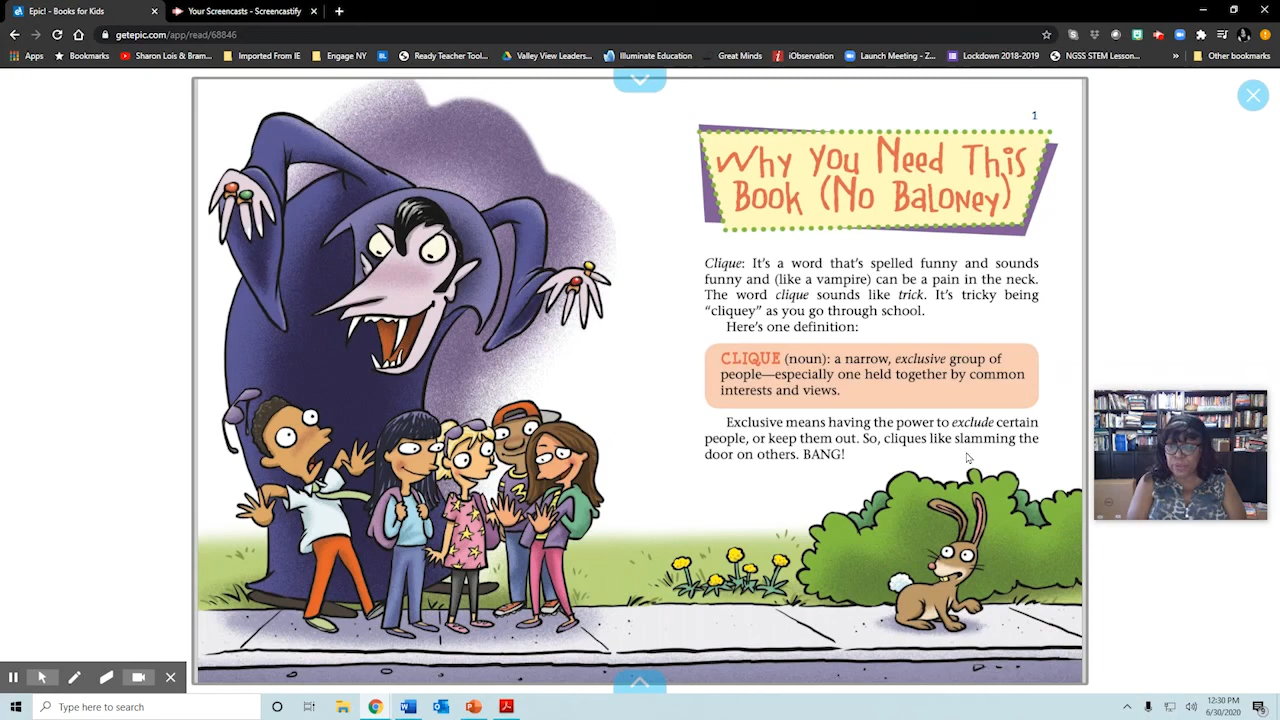 Epic! - Books for Kids
Your Screencasts - Screencastify
getepic.com/app/read/68846
Apps
Bookmarks
Sharon Lois & Bram...
Imported From IE
Engage NY
BL
Ready Teacher Tool...
Valley View Leaders...
Illuminate Education
Great Minds
iObservation
Launch Meeting - Z...
Lockdown 2018-2019
NGSS STEM Lesson...
»
Other bookmarks
1
Why You Need This
Book (No Baloney)
Clique: It's a word that's spelled funny and sounds
funny and (like a vampire) can be a pain in the neck.
The word clique sounds like trick. It's tricky being
“cliquey” as you go through school.
Here's one definition:
CLIQUE (noun): a narrow, exclusive group of
people—especially one held together by common
interests and views.
Exclusive means having the power to exclude certain
people, or keep them out. So, cliques like slamming the
door on others. BANG!
Type here to search
12:30 PM
6/30/2020